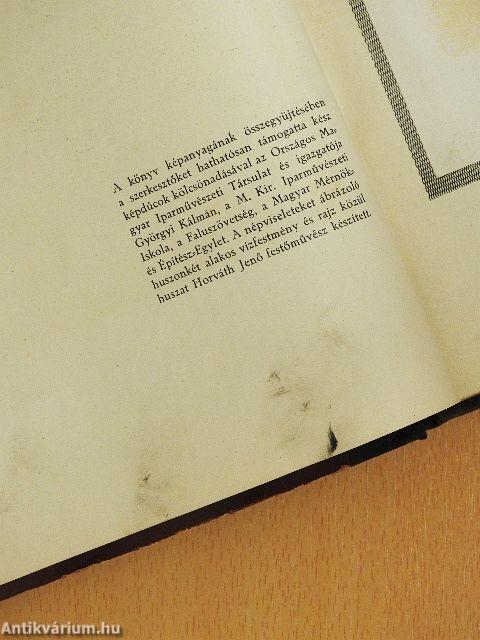 A könyv képanyagának összegyüjtésében
a szerkesztőket hathatósan támogatta kész
képdúcok kölcsönadásával az Országos Ma-
gyar Iparművészeti Társulat és igazgatója
Györgyi Kálmán, a M. Kir. Iparművészeti
Iskola, a Faluszövetség, a Magyar Mérnök-
és Építész-Egylet. A népviseleteket ábrázoló
huszonkét alakos vízfestmény és rajz közül
huszat Horváth Jenő festőművész készített.
Antikvárium.hu